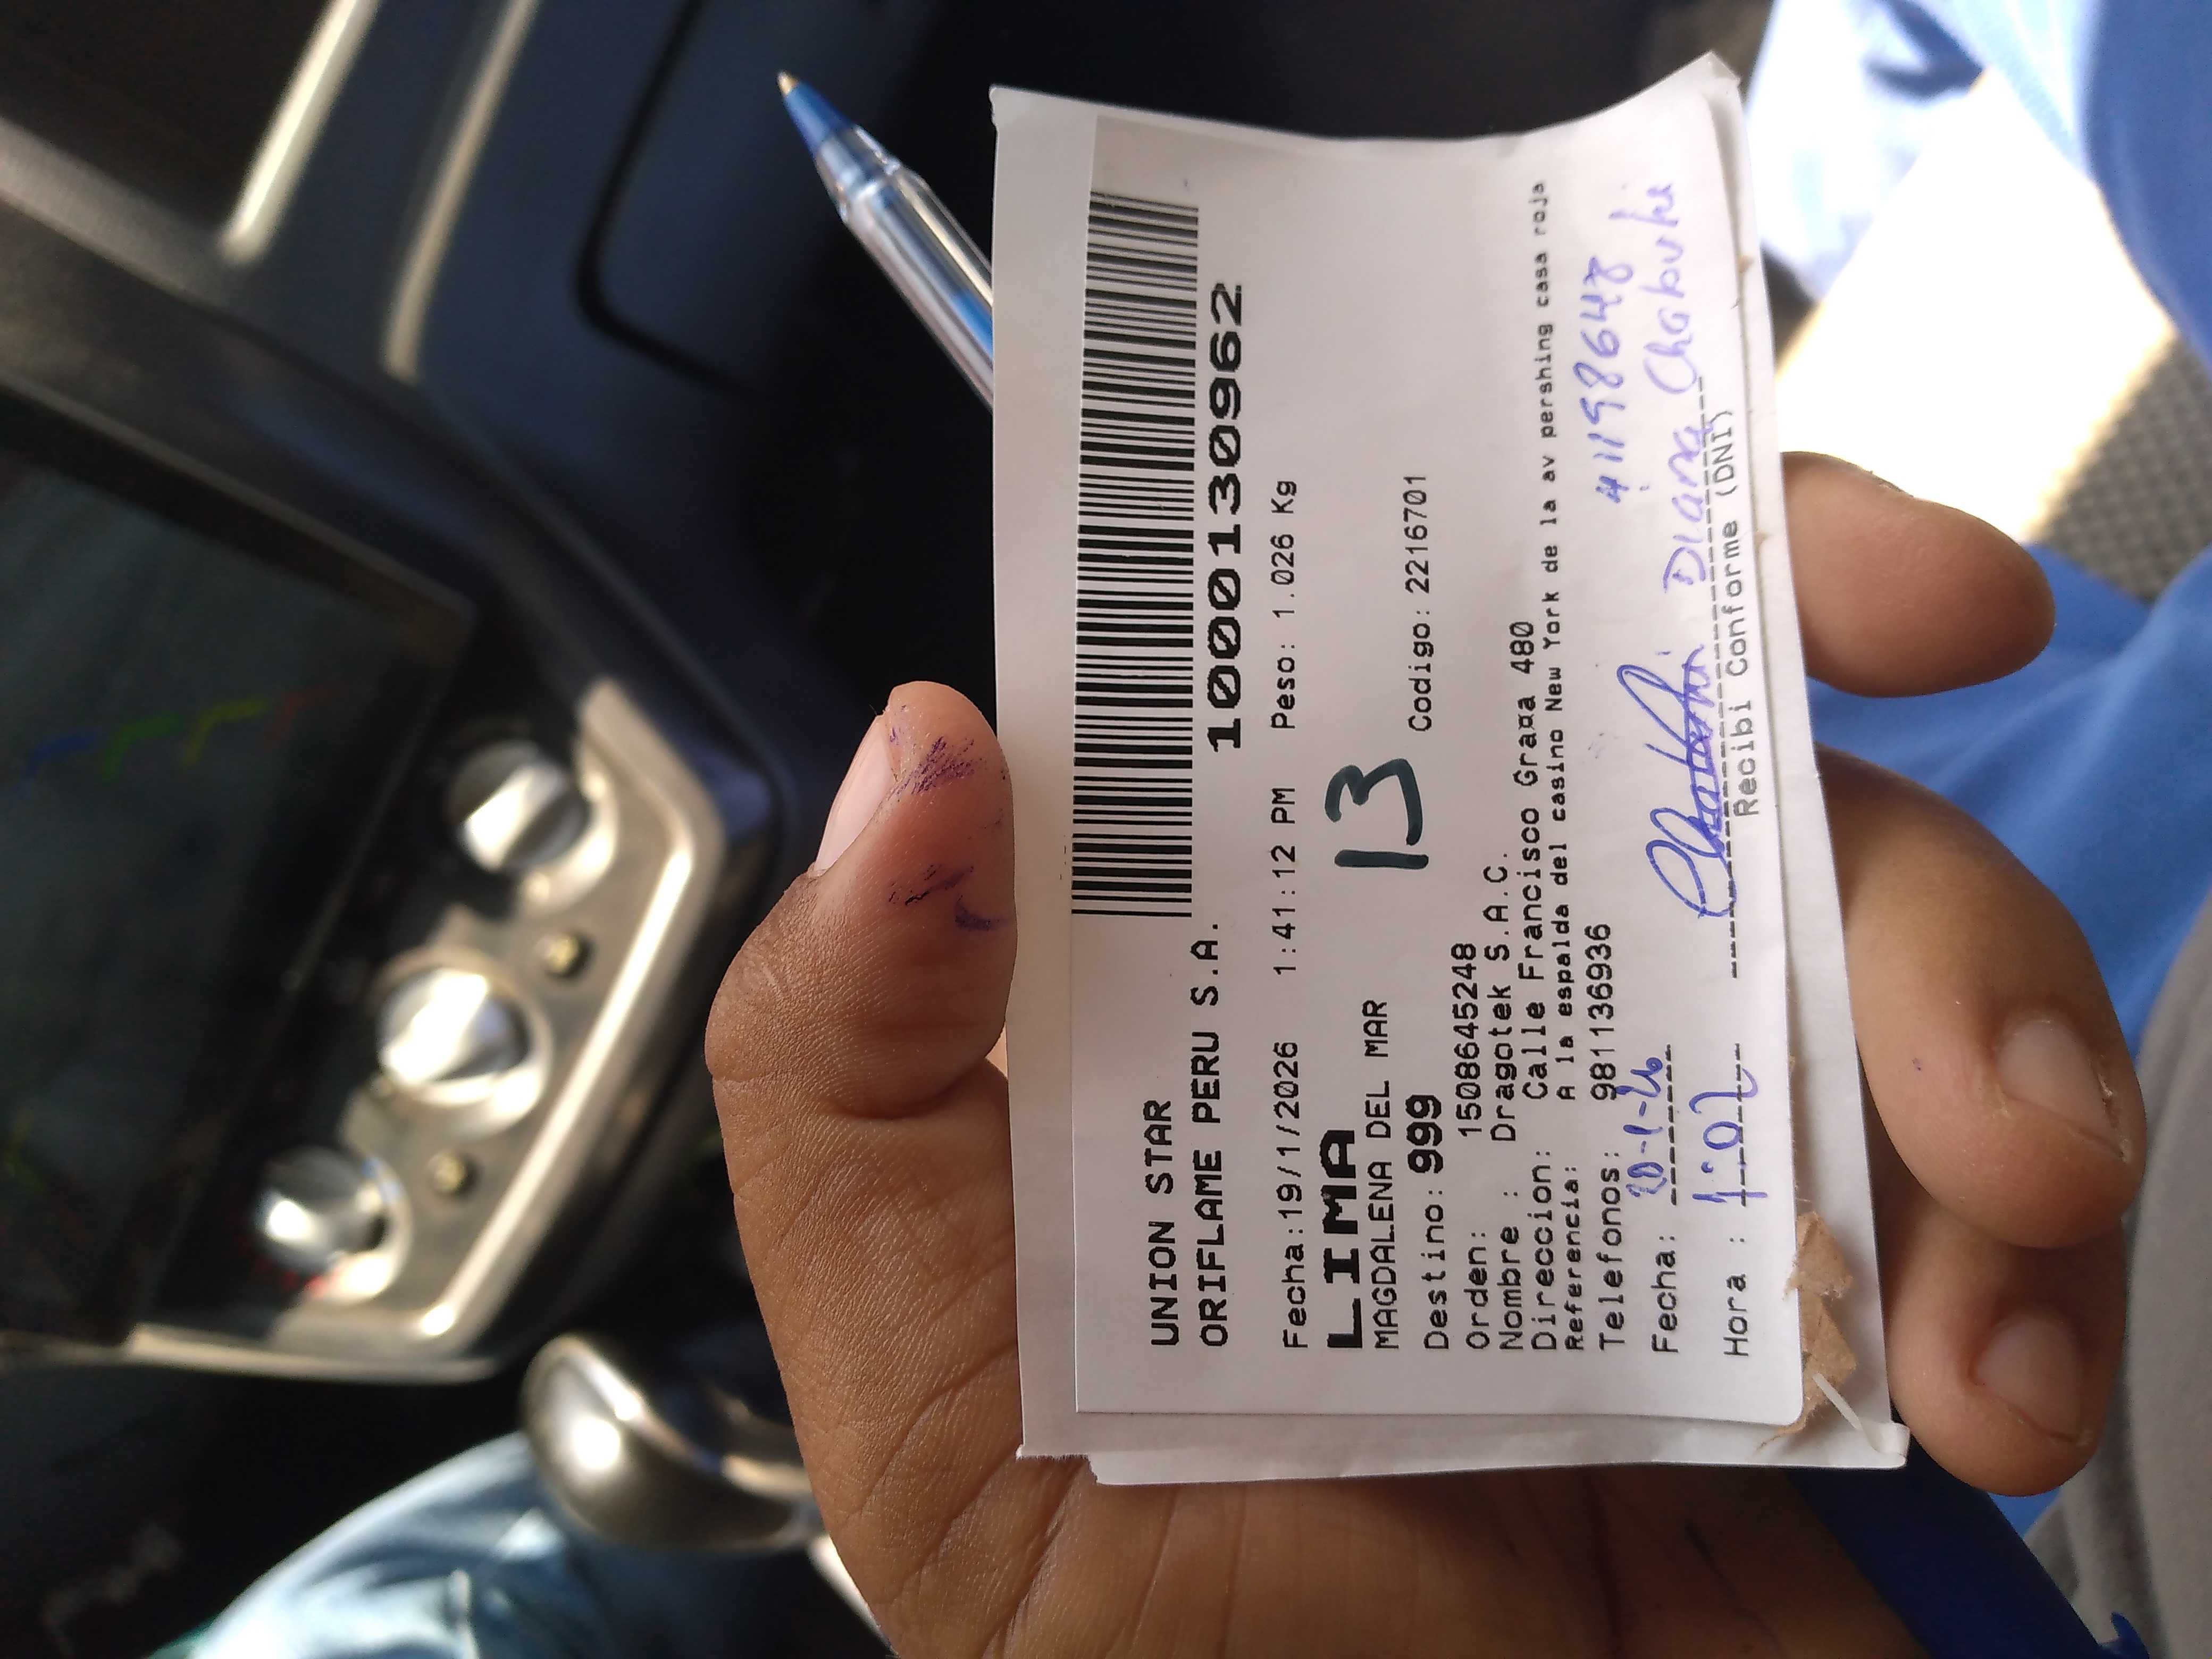 UNION STAR
ORIFLAME PERU S.A.
1000130962
Fecha:19/1/2026 1:41:12 PM Peso: 1.026 Kg
LIMA
MAGDALENA DEL MAR
13
Destino: 999
Codigo: 2216701
Orden: 1508645248
Nombre : Dragotek S.A.C.
Direccion: Calle Francisco Graña 480
Referencia: A la espalda del casino New York de la av pershing casa roja
Telefonos: 981136936
41198648
Fecha: 20-1-26
Diana
Hora : 1:02
Recibi Conforme (DNI)